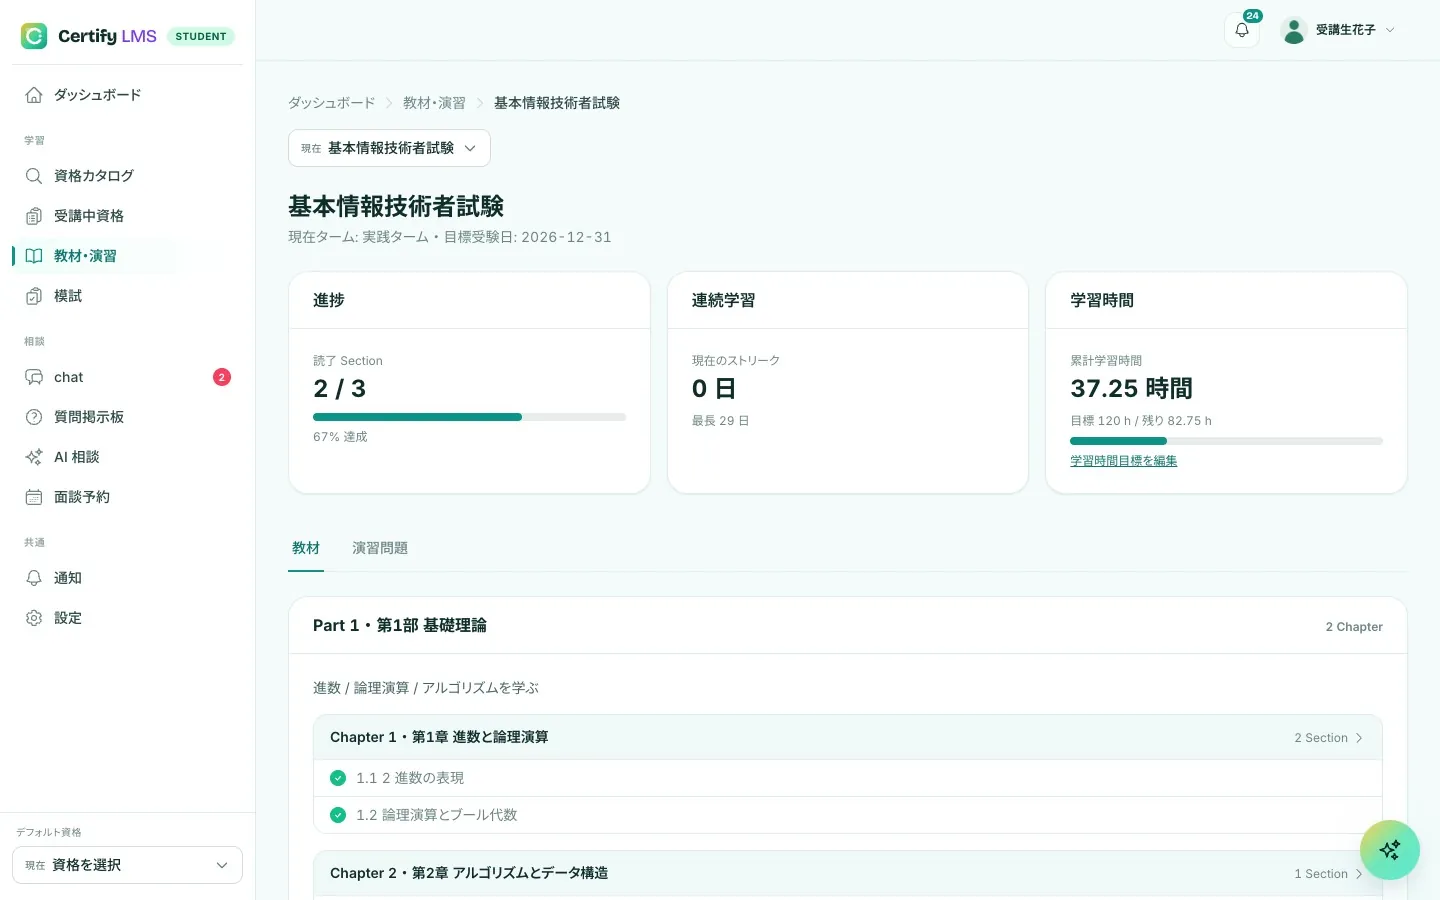 Certify LMS STUDENT
24
受講生花子
ダッシュボード
学習
資格カタログ
受講中資格
教材・演習
模試
相談
chat
2
質問掲示板
AI 相談
面談予約
共通
通知
設定
デフォルト資格
現在 資格を選択
ダッシュボード 教材・演習 基本情報技術者試験
現在 基本情報技術者試験
基本情報技術者試験
現在ターム: 実践ターム・目標受験日: 2026-12-31
進捗
読了 Section
2 / 3
67% 達成
連続学習
現在のストリーク
0 日
最長 29 日
学習時間
累計学習時間
37.25 時間
目標 120 h / 残り 82.75 h
学習時間目標を編集
教材 演習問題
Part 1・第1部 基礎理論
2 Chapter
進数 / 論理演算 / アルゴリズムを学ぶ
Chapter 1・第1章 進数と論理演算
2 Section
1.1 2 進数の表現
1.2 論理演算とブール代数
Chapter 2・第2章 アルゴリズムとデータ構造
1 Section